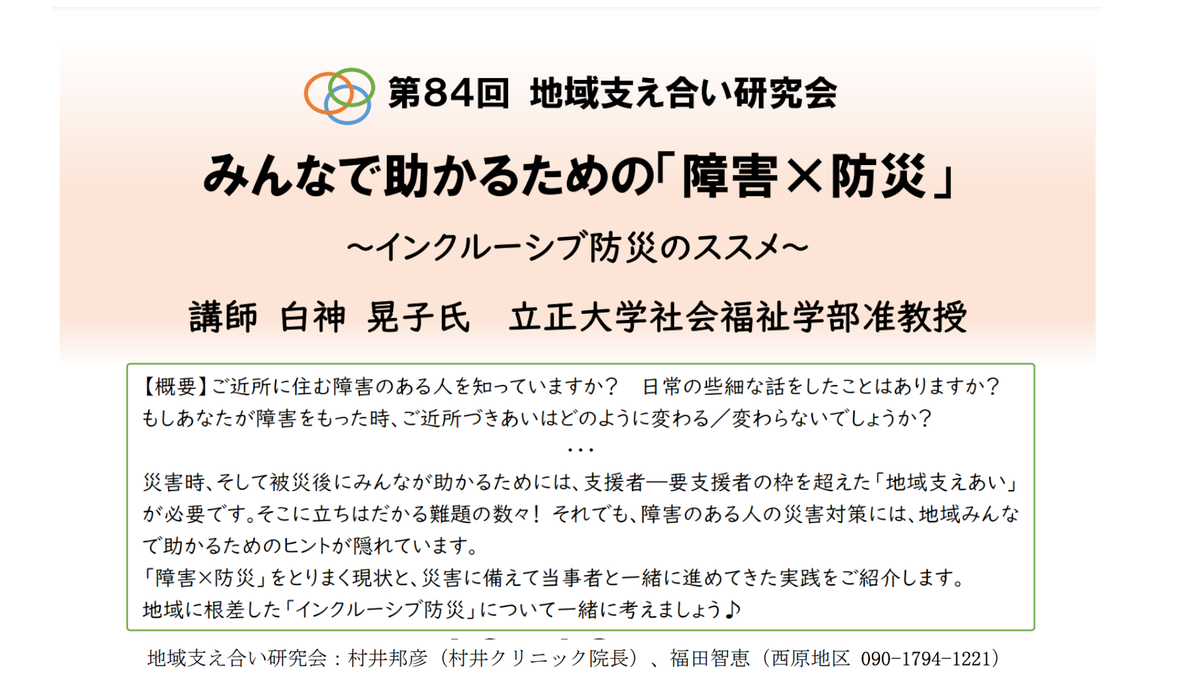 第84回 地域支え合い研究会
みんなで助かるための「障害×防災」
～インクルーシブ防災のススメ～
講師 白神 晃子氏　立正大学社会福祉学部准教授
【概要】ご近所に住む障害のある人を知っていますか？　日常の些細な話をしたことはありますか？
もしあなたが障害をもった時、ご近所づきあいはどのように変わる／変わらないでしょうか？
・・・
災害時、そして被災後にみんなが助かるためには、支援者―要支援者の枠を超えた「地域支えあい」
が必要です。そこに立ちはだかる難題の数々！ それでも、障害のある人の災害対策には、地域みんな
で助かるためのヒントが隠れています。
「障害×防災」をとりまく現状と、災害に備えて当事者と一緒に進めてきた実践をご紹介します。
地域に根差した「インクルーシブ防災」について一緒に考えましょう♪
地域支え合い研究会：村井邦彦（村井クリニック院長）、福田智恵（西原地区 090-1794-1221）